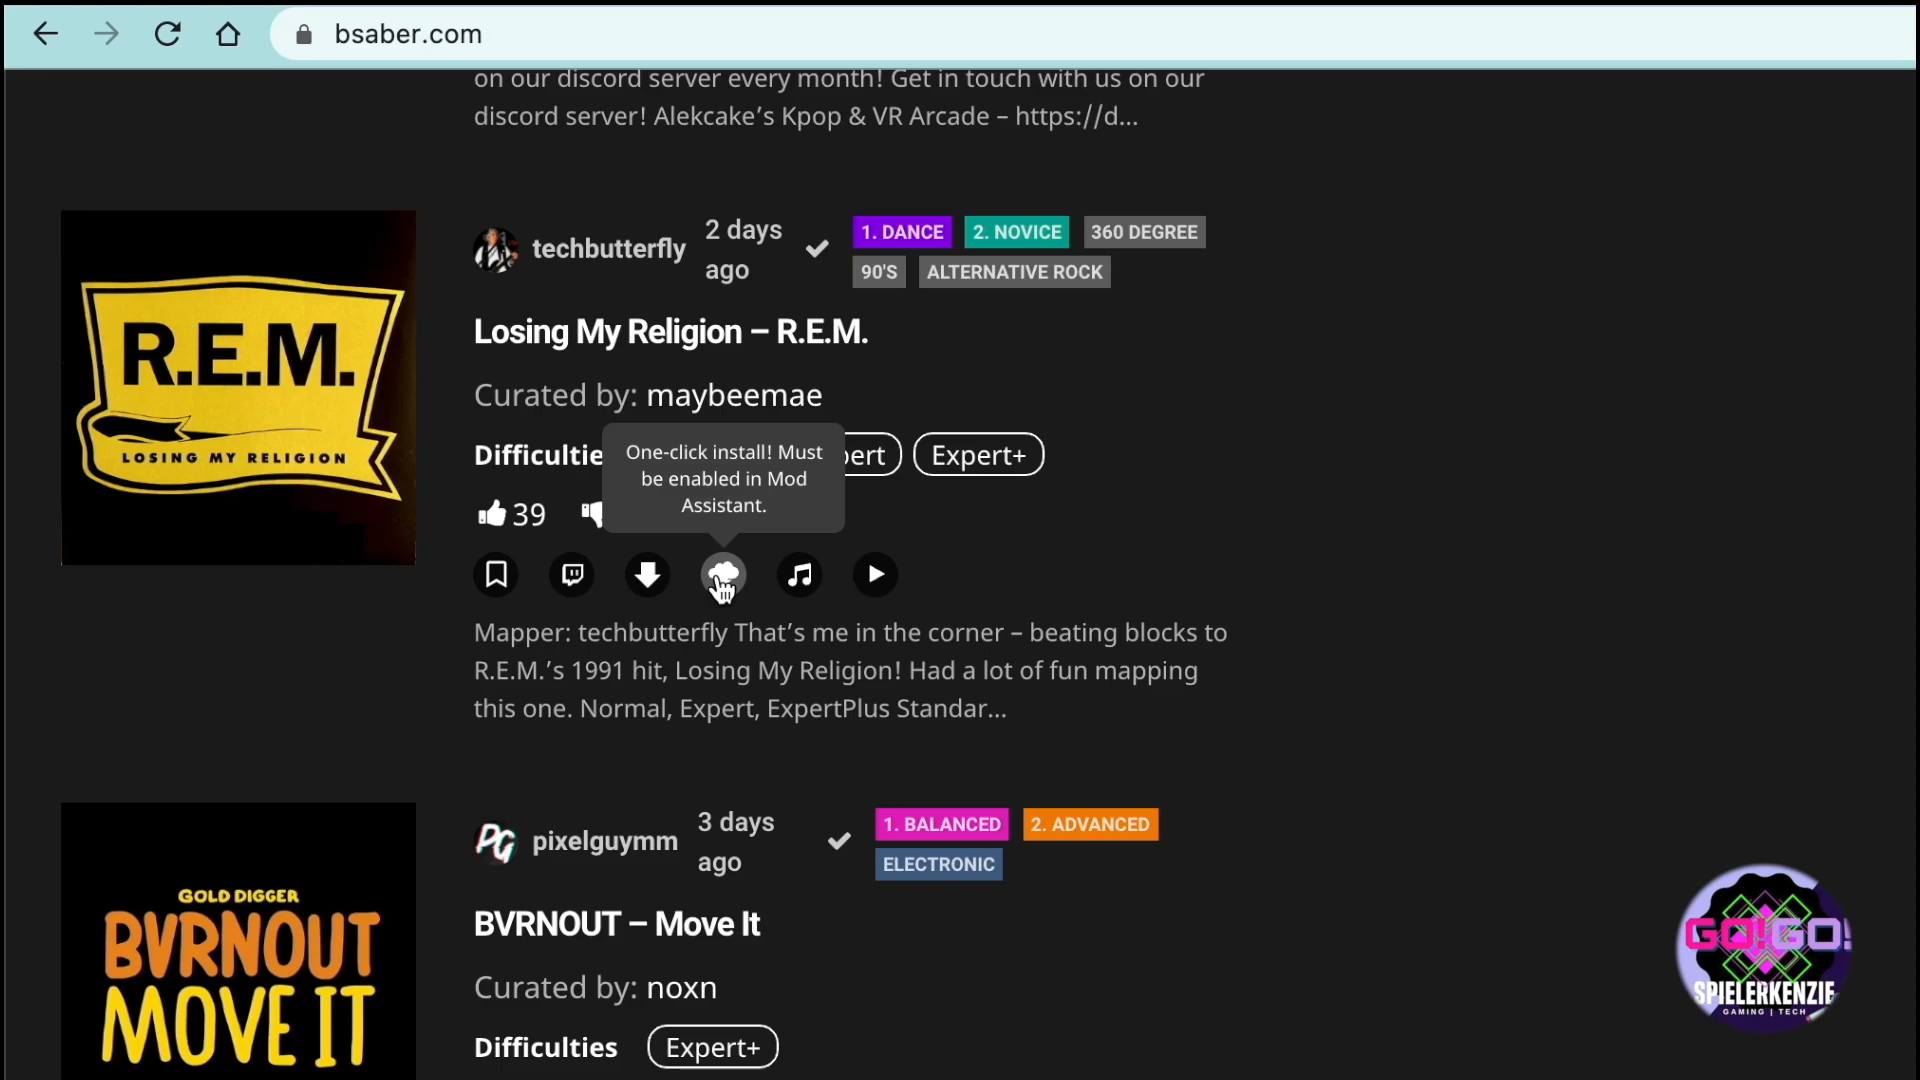 bsaber.com
on our discord server every month! Get in touch with us on our
discord server! Alekcake’s Kpop & VR Arcade – https://d...
techbutterfly
2 days
ago
1. DANCE
2. NOVICE
360 DEGREE
90'S
ALTERNATIVE ROCK
R.E.M.
LOSING MY RELIGION
Losing My Religion – R.E.M.
Curated by: maybeemae
Difficultie
pert
Expert+
One-click install! Must
be enabled in Mod
Assistant.
39
Mapper: techbutterfly That’s me in the corner – beating blocks to
R.E.M.’s 1991 hit, Losing My Religion! Had a lot of fun mapping
this one. Normal, Expert, ExpertPlus Standar...
PG
pixelguymm
3 days
ago
1. BALANCED
2. ADVANCED
ELECTRONIC
GOLD DIGGER
BVRNOUT
MOVE IT
BVRNOUT – Move It
Curated by: noxn
Difficulties
Expert+
GO!GO!
SPIELERKENZIE
GAMING | TECH